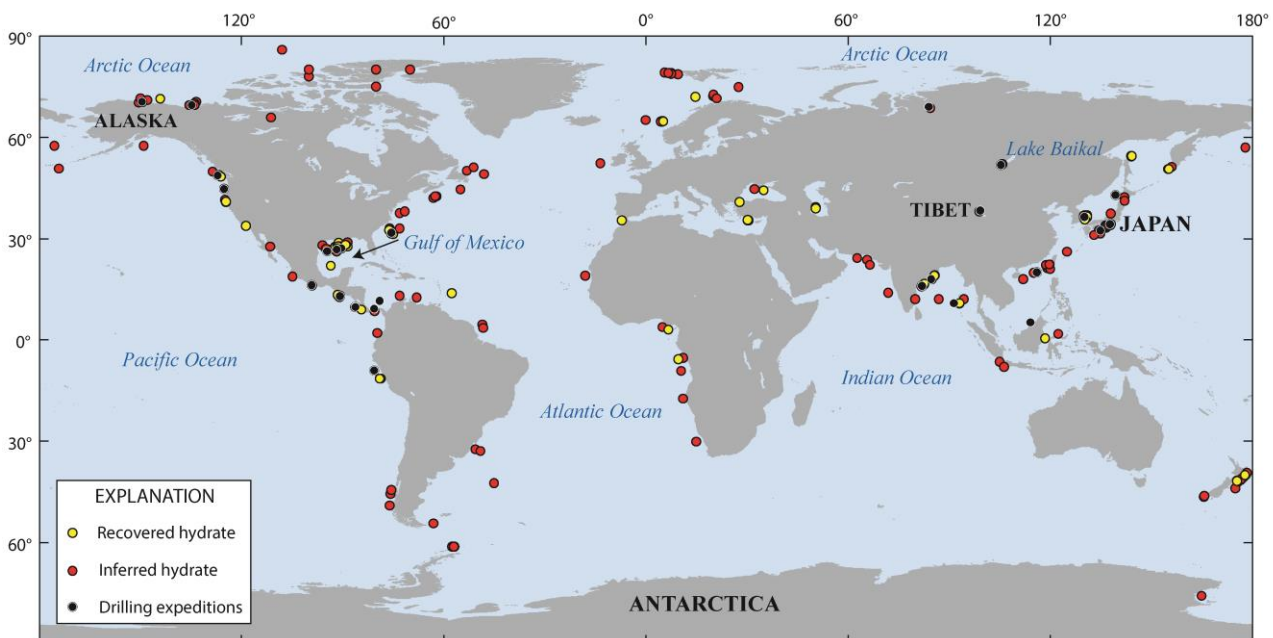 120°
60°
0°
60°
120°
180°
90°
Arctic Ocean
Arctic Ocean
ALASKA
60°
Lake Baikal
TIBET
JAPAN
30°
Gulf of Mexico
0°
Pacific Ocean
Indian Ocean
Atlantic Ocean
30°
EXPLANATION
Recovered hydrate
60°
Inferred hydrate
Drilling expeditions
ANTARCTICA